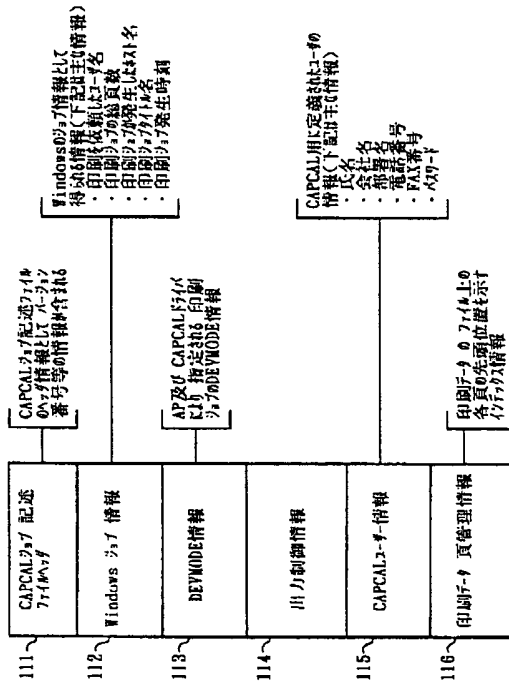 111
CAPCALジョブ 記述
ファイルヘッダ
CAPCALジョブ記述ファイル
のヘッダ情報として バージョン
番号等の情報が含まれる
112
Windows ジョブ 情報
Windowsのジョブ情報として
得られる情報(下記は主な情報)
・印刷を依頼したユーザ名
・印刷ジョブの総頁数
・印刷ジョブが発生したホスト名
・印刷ジョブタイトル名
・印刷ジョブ発生時刻
113
DEVMODE情報
AP及び CAPCALドライバ
により 指定される 印刷
ジョブのDEVMODE情報
114
出力制御情報
115
CAPCALユーザー情報
CAPCAL用に定義されたユーザの
情報(下記は主な情報)
・氏名
・会社名
・部署名
・電話番号
・FAX番号
・パスワード
116
印刷データ 頁管理情報
印刷データ の ファイル上の
各頁の先頭位置を示す
インデックス情報